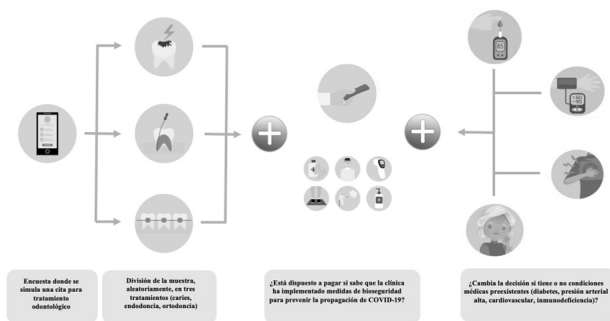 Encuesta donde se
simula una cita para
tratamiento
odontológico
División de la muestra,
aleatoriamente, en tres
tratamientos (caries,
endodoncia, ortodoncia)
¿Está dispuesto a pagar si sabe que la clínica
ha implementado medidas de bioseguridad
para prevenir la propagación de COVID-19?
¿Cambia la decisión si tiene o no condiciones
médicas preexistentes (diabetes, presión arterial
alta, cardiovascular, inmunodeficiencia)?